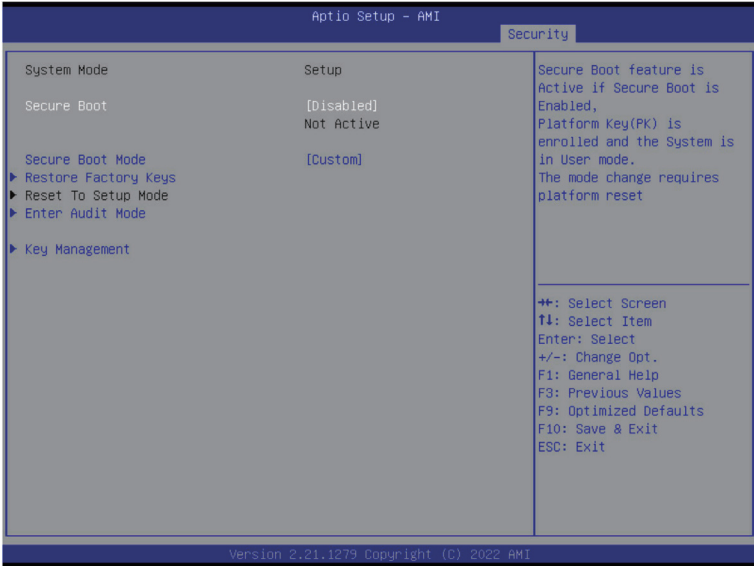 Aptio Setup – AMI
Security
System Mode Setup
Secure Boot [Disabled]
Not Active
Secure Boot Mode [Custom]
Restore Factory Keys
Reset To Setup Mode
Enter Audit Mode
Key Management
Secure Boot feature is
Active if Secure Boot is
Enabled,
Platform Key(PK) is
enrolled and the System is
in User mode.
The mode change requires
platform reset
→←: Select Screen
↑↓: Select Item
Enter: Select
+/-: Change Opt.
F1: General Help
F3: Previous Values
F9: Optimized Defaults
F10: Save & Exit
ESC: Exit
Version 2.21.1279 Copyright (C) 2022 AMI